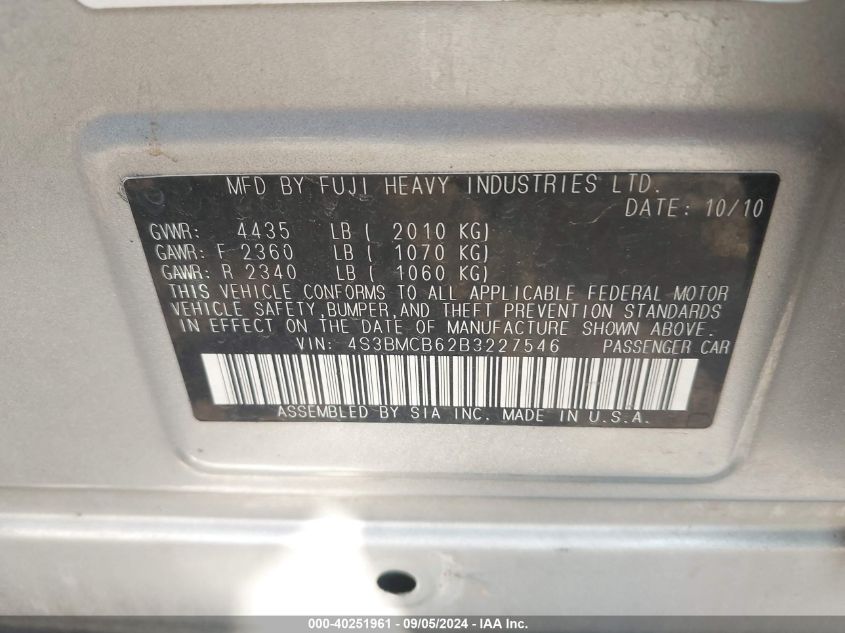 MFD BY FUJI HEAVY INDUSTRIES LTD.
DATE: 10/10
GVWR: 4435 LB ( 2010 KG)
GAWR: F 2360 LB ( 1070 KG)
GAWR: R 2340 LB ( 1060 KG)
THIS VEHICLE CONFORMS TO ALL APPLICABLE FEDERAL MOTOR
VEHICLE SAFETY,BUMPER,AND THEFT PREVENTION STANDARDS
IN EFFECT ON THE DATE OF MANUFACTURE SHOWN ABOVE.
VIN: 4S3BMCB62B3227546 PASSENGER CAR
ASSEMBLED BY SIA INC. MADE IN U.S.A.
000-40251961 - 09/05/2024 - IAA Inc.